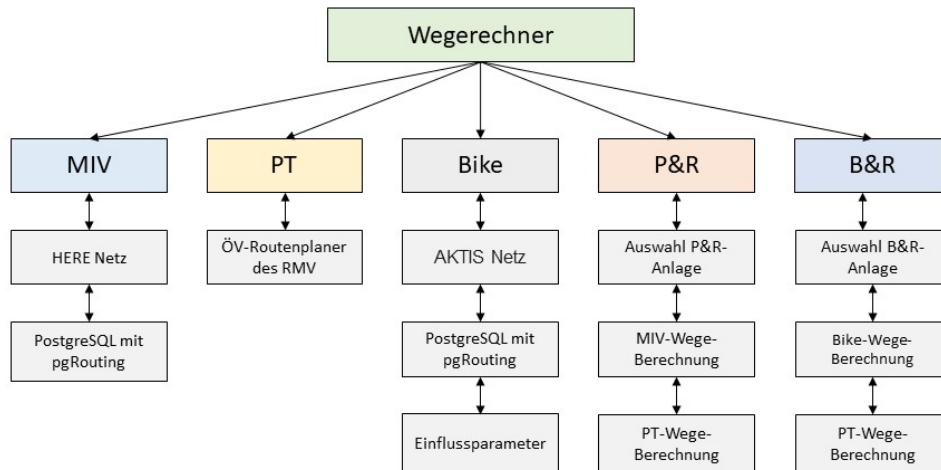 Wegerechner
MIV
PT
Bike
P&R
B&R
HERE Netz
ÖV-Routenplaner
des RMV
AKTIS Netz
Auswahl P&R-
Anlage
Auswahl B&R-
Anlage
PostgreSQL mit
pgRouting
PostgreSQL mit
pgRouting
MIV-Wege-
Berechnung
Bike-Wege-
Berechnung
Einflussparameter
PT-Wege-
Berechnung
PT-Wege-
Berechnung